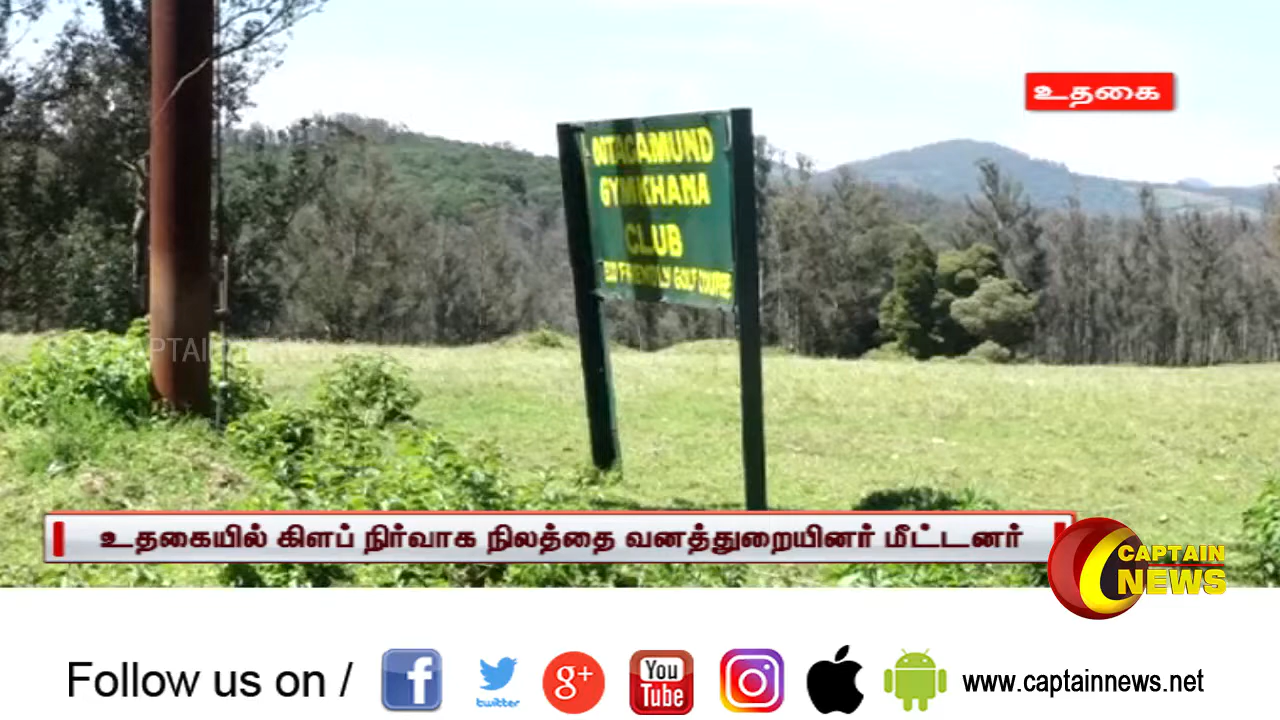 உதகை
OOTACAMUND
GYMKHANA
CLUB
ECO FRIENDLY GOLF COURSE
உதகையில் கிளப் நிர்வாக நிலத்தை வனத்துறையினர் மீட்டனர்
CAPTAIN
NEWS
Follow us on /
f
twitter
g+
You
Tube
www.captainnews.net